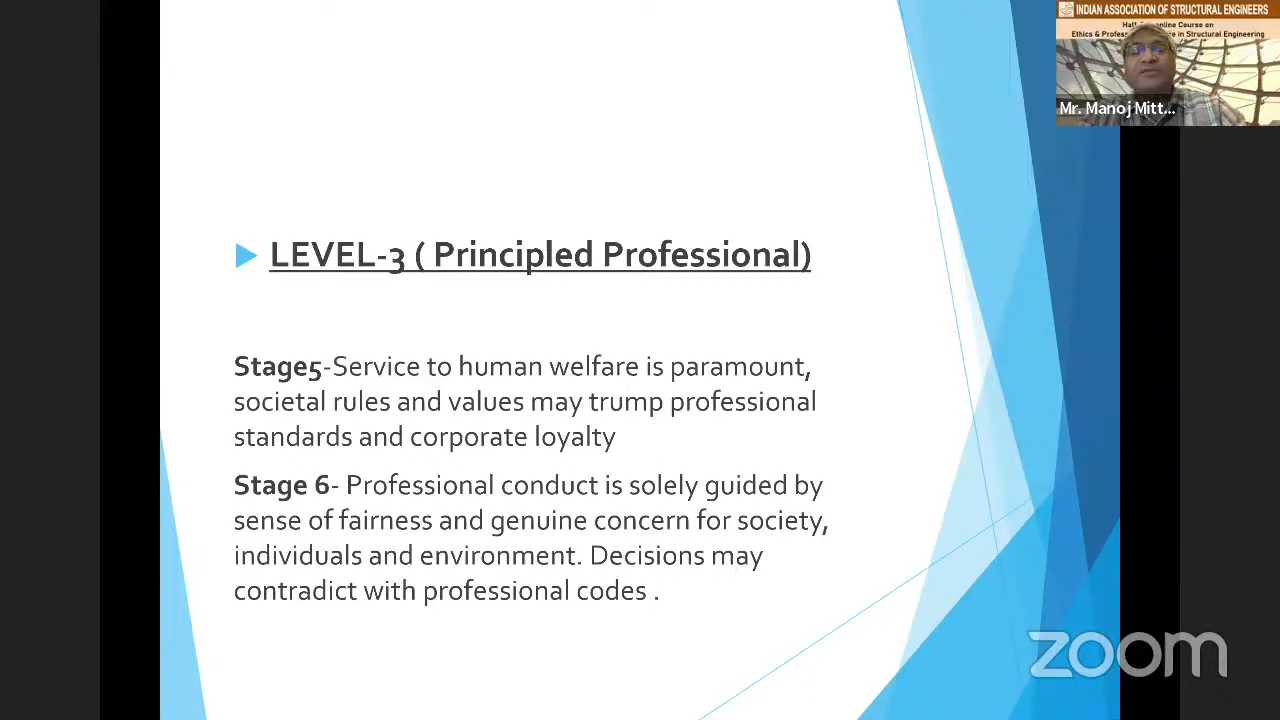 INDIAN ASSOCIATION OF STRUCTURAL ENGINEERS
Ethics & in Structural Engineering
Mr. Manoj Mitt...
LEVEL-3 ( Principled Professional)
Stage5-Service to human welfare is paramount,
societal rules and values may trump professional
standards and corporate loyalty
Stage 6- Professional conduct is solely guided by
sense of fairness and genuine concern for society,
individuals and environment. Decisions may
contradict with professional codes .
zoom